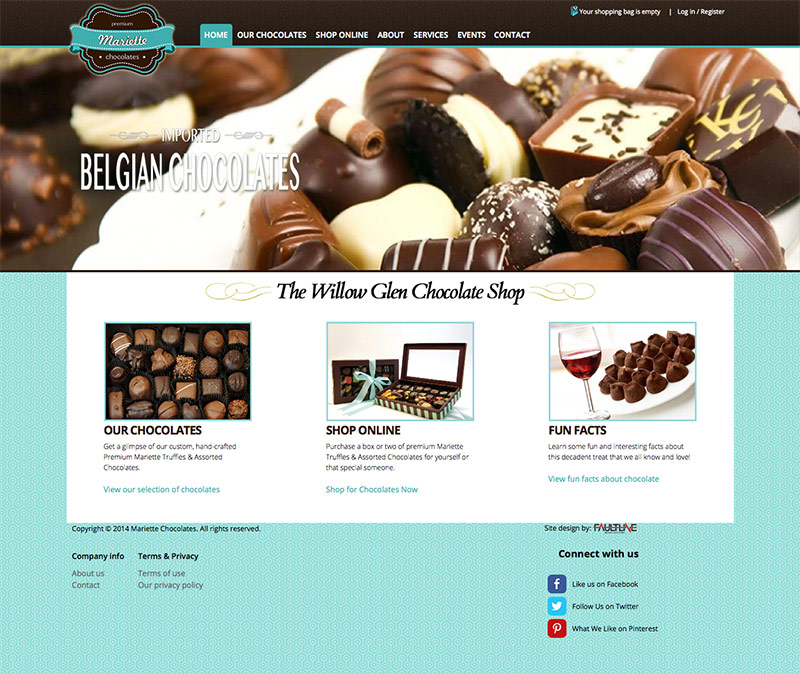 Your shopping bag is empty | Log in / Register
premium
Mariette
chocolates
HOME OUR CHOCOLATES SHOP ONLINE ABOUT SERVICES EVENTS CONTACT
IMPORTED
BELGIAN CHOCOLATES
The Willow Glen Chocolate Shop
OUR CHOCOLATES
Get a glimpse of our custom, hand-crafted
Premium Mariette Truffles & Assorted
Chocolates.
View our selection of chocolates
SHOP ONLINE
Purchase a box or two of premium Mariette
Truffles & Assorted Chocolates for yourself or
that special someone.
Shop for Chocolates Now
FUN FACTS
Learn some fun and interesting facts about
this decadent treat that we all know and love!
View fun facts about chocolate
Copyright © 2014 Mariette Chocolates. All rights reserved.
Site design by: FAULTLINE
Company info
About us
Contact
Terms & Privacy
Terms of use
Our privacy policy
Connect with us
Like us on Facebook
Follow Us on Twitter
What We Like on Pinterest